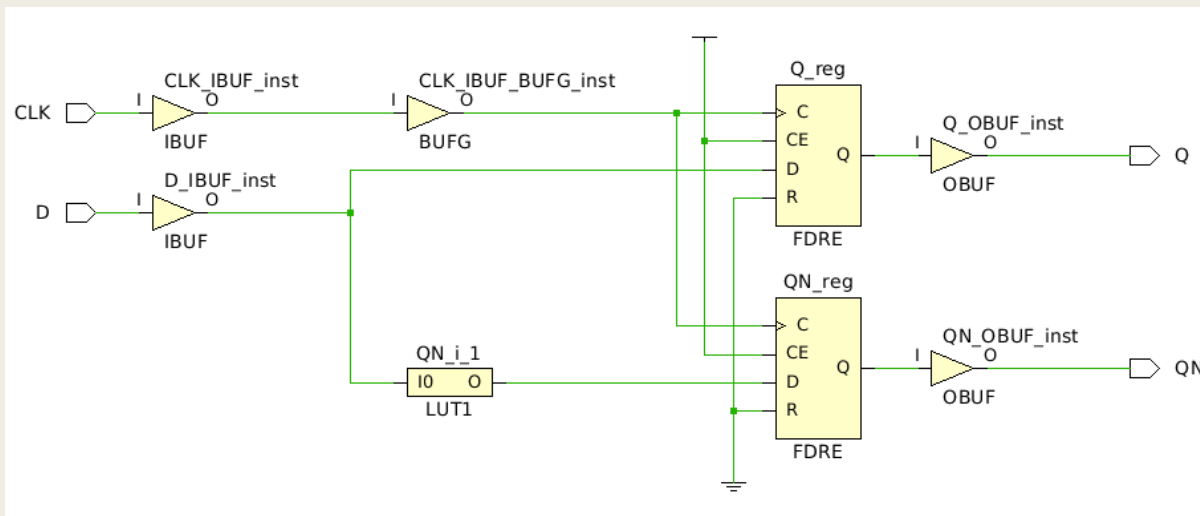 CLK
I
CLK_IBUF_inst
O
IBUF
I
CLK_IBUF_BUFG_inst
O
BUFG
D
I
D_IBUF_inst
O
IBUF
QN_i_1
I0 O
LUT1
Q_reg
C
CE
D
R
Q
FDRE
I
Q_OBUF_inst
O
OBUF
Q
QN_reg
C
CE
D
R
Q
FDRE
I
QN_OBUF_inst
O
OBUF
QN